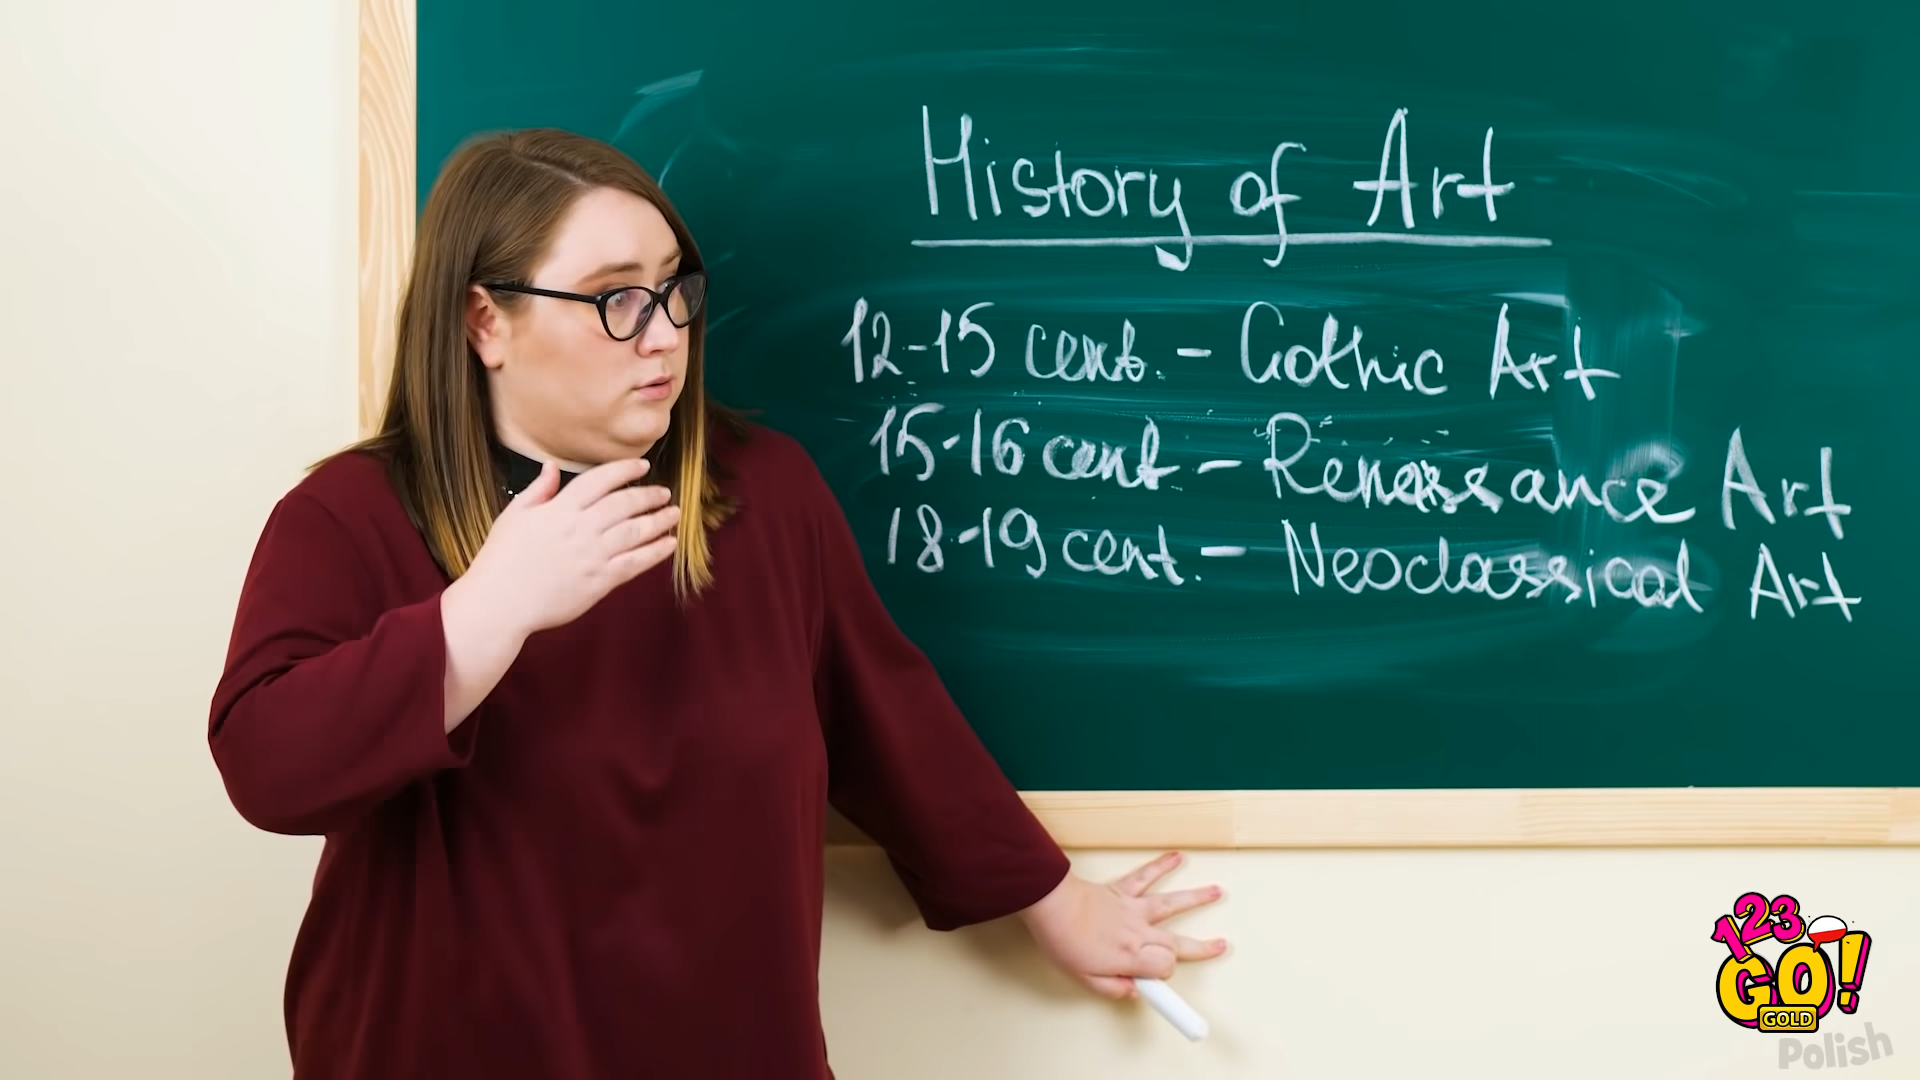 History of Art
12-15 cent. - Gothic Art
15-16 cent - Renaissance Art
18-19 cent. - Neoclassical Art
123
GO!
GOLD
Polish